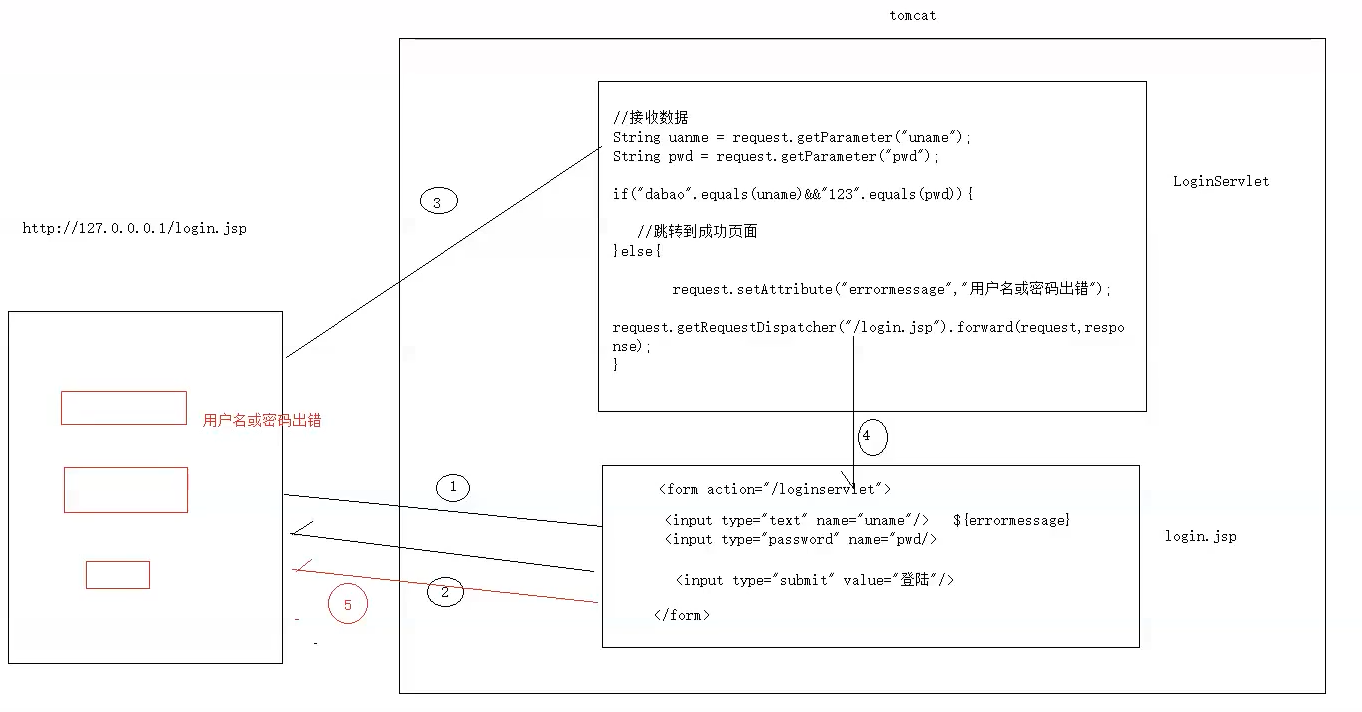 tomcat
//接收数据
String uanme = request.getParameter("uname");
String pwd = request.getParameter("pwd");
if("dabao".equals(uname)&&"123".equals(pwd)){
//跳转到成功页面
}else{
request.setAttribute("errormessage","用户名或密码出错");
request.getRequestDispatcher("/login.jsp").forward(request,respo
nse);
}
LoginServlet
3
http://127.0.0.0.1/login.jsp
用户名或密码出错
4
1
<form action="/loginservlet">
<input type="text" name="uname"/> ${errormessage}
<input type="password" name="pwd/>
<input type="submit" value="登陆"/>
</form>
login.jsp
2
5